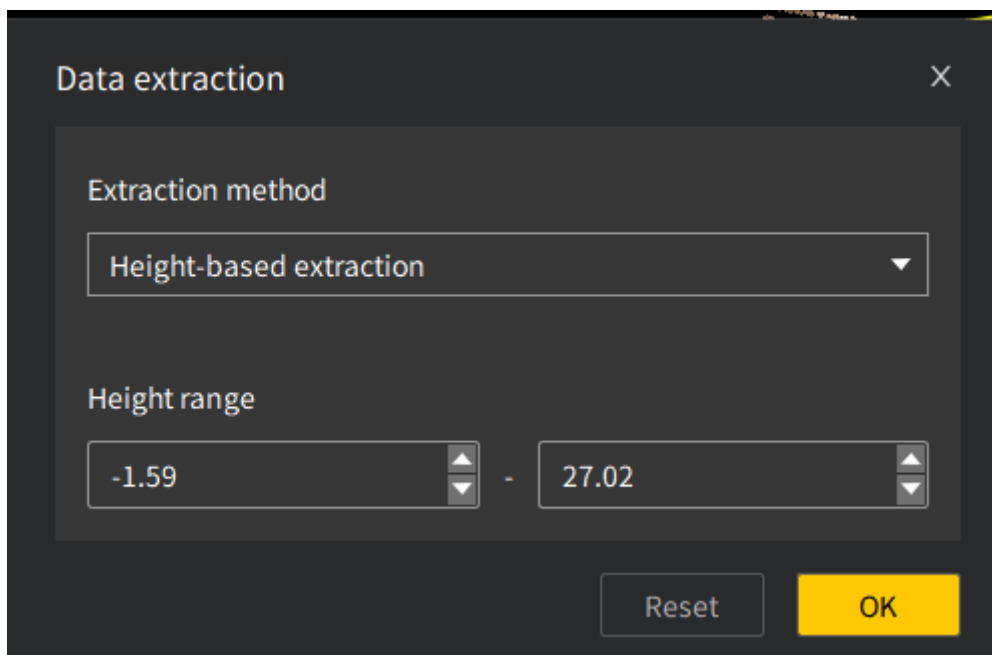 Data extraction
Extraction method
Height-based extraction
Height range
-1.59 - 27.02
Reset OK